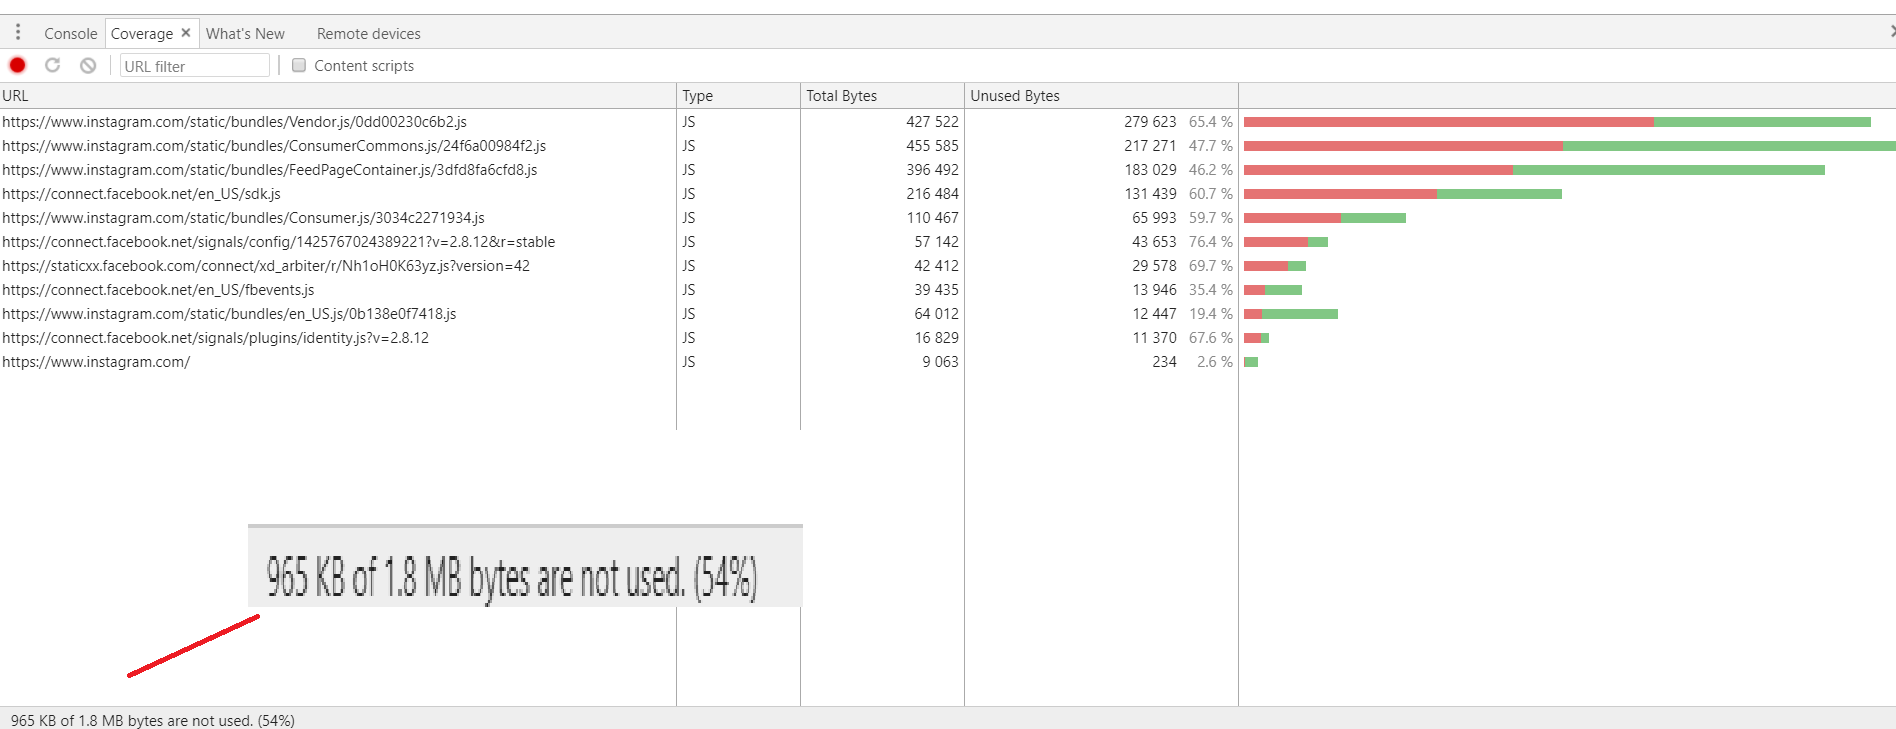 Console Coverage × What's New Remote devices
URL filter Content scripts
URL Type Total Bytes Unused Bytes
https://www.instagram.com/static/bundles/Vendor.js/0dd00230c6b2.js JS 427 522 279 623 65.4 %
https://www.instagram.com/static/bundles/ConsumerCommons.js/24f6a00984f2.js JS 455 585 217 271 47.7 %
https://www.instagram.com/static/bundles/FeedPageContainer.js/3dfd8fa6cfd8.js JS 396 492 183 029 46.2 %
https://connect.facebook.net/en_US/sdk.js JS 216 484 131 439 60.7 %
https://www.instagram.com/static/bundles/Consumer.js/3034c2271934.js JS 110 467 65 993 59.7 %
https://connect.facebook.net/signals/config/1425767024389221?v=2.8.12&r=stable JS 57 142 43 653 76.4 %
https://staticxx.facebook.com/connect/xd_arbiter/r/Nh1oH0K63yz.js?version=42 JS 42 412 29 578 69.7 %
https://connect.facebook.net/en_US/fbevents.js JS 39 435 13 946 35.4 %
https://www.instagram.com/static/bundles/en_US.js/0b138e0f7418.js JS 64 012 12 447 19.4 %
https://connect.facebook.net/signals/plugins/identity.js?v=2.8.12 JS 16 829 11 370 67.6 %
https://www.instagram.com/ JS 9 063 234 2.6 %
965 KB of 1.8 MB bytes are not used. (54%)
965 KB of 1.8 MB bytes are not used. (54%)